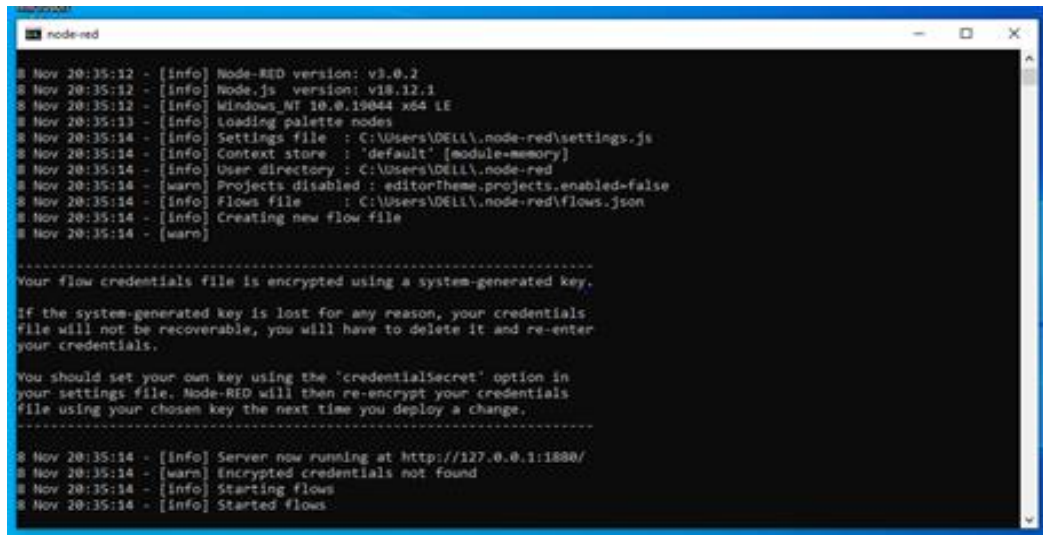 node-red
8 Nov 20:35:12 - [info] Node-RED version: v3.0.2
8 Nov 20:35:12 - [info] Node.js  version: v18.12.1
8 Nov 20:35:12 - [info] Windows_NT 10.0.19044 x64 LE
8 Nov 20:35:13 - [info] Loading palette nodes
8 Nov 20:35:14 - [info] Settings file  : C:\Users\DELL\.node-red\settings.js
8 Nov 20:35:14 - [info] Context store  : 'default' [module=memory]
8 Nov 20:35:14 - [info] User directory : C:\Users\DELL\.node-red
8 Nov 20:35:14 - [warn] Projects disabled : editorTheme.projects.enabled=false
8 Nov 20:35:14 - [info] Flows file     : C:\Users\DELL\.node-red\flows.json
8 Nov 20:35:14 - [info] Creating new flow file
8 Nov 20:35:14 - [warn]
---------------------------------------------------------------------
Your flow credentials file is encrypted using a system-generated key.
If the system-generated key is lost for any reason, your credentials
file will not be recoverable, you will have to delete it and re-enter
your credentials.
You should set your own key using the 'credentialSecret' option in
your settings file. Node-RED will then re-encrypt your credentials
file using your chosen key the next time you deploy a change.
---------------------------------------------------------------------
8 Nov 20:35:14 - [info] Server now running at http://127.0.0.1:1880/
8 Nov 20:35:14 - [warn] Encrypted credentials not found
8 Nov 20:35:14 - [info] Starting flows
8 Nov 20:35:14 - [info] Started flows